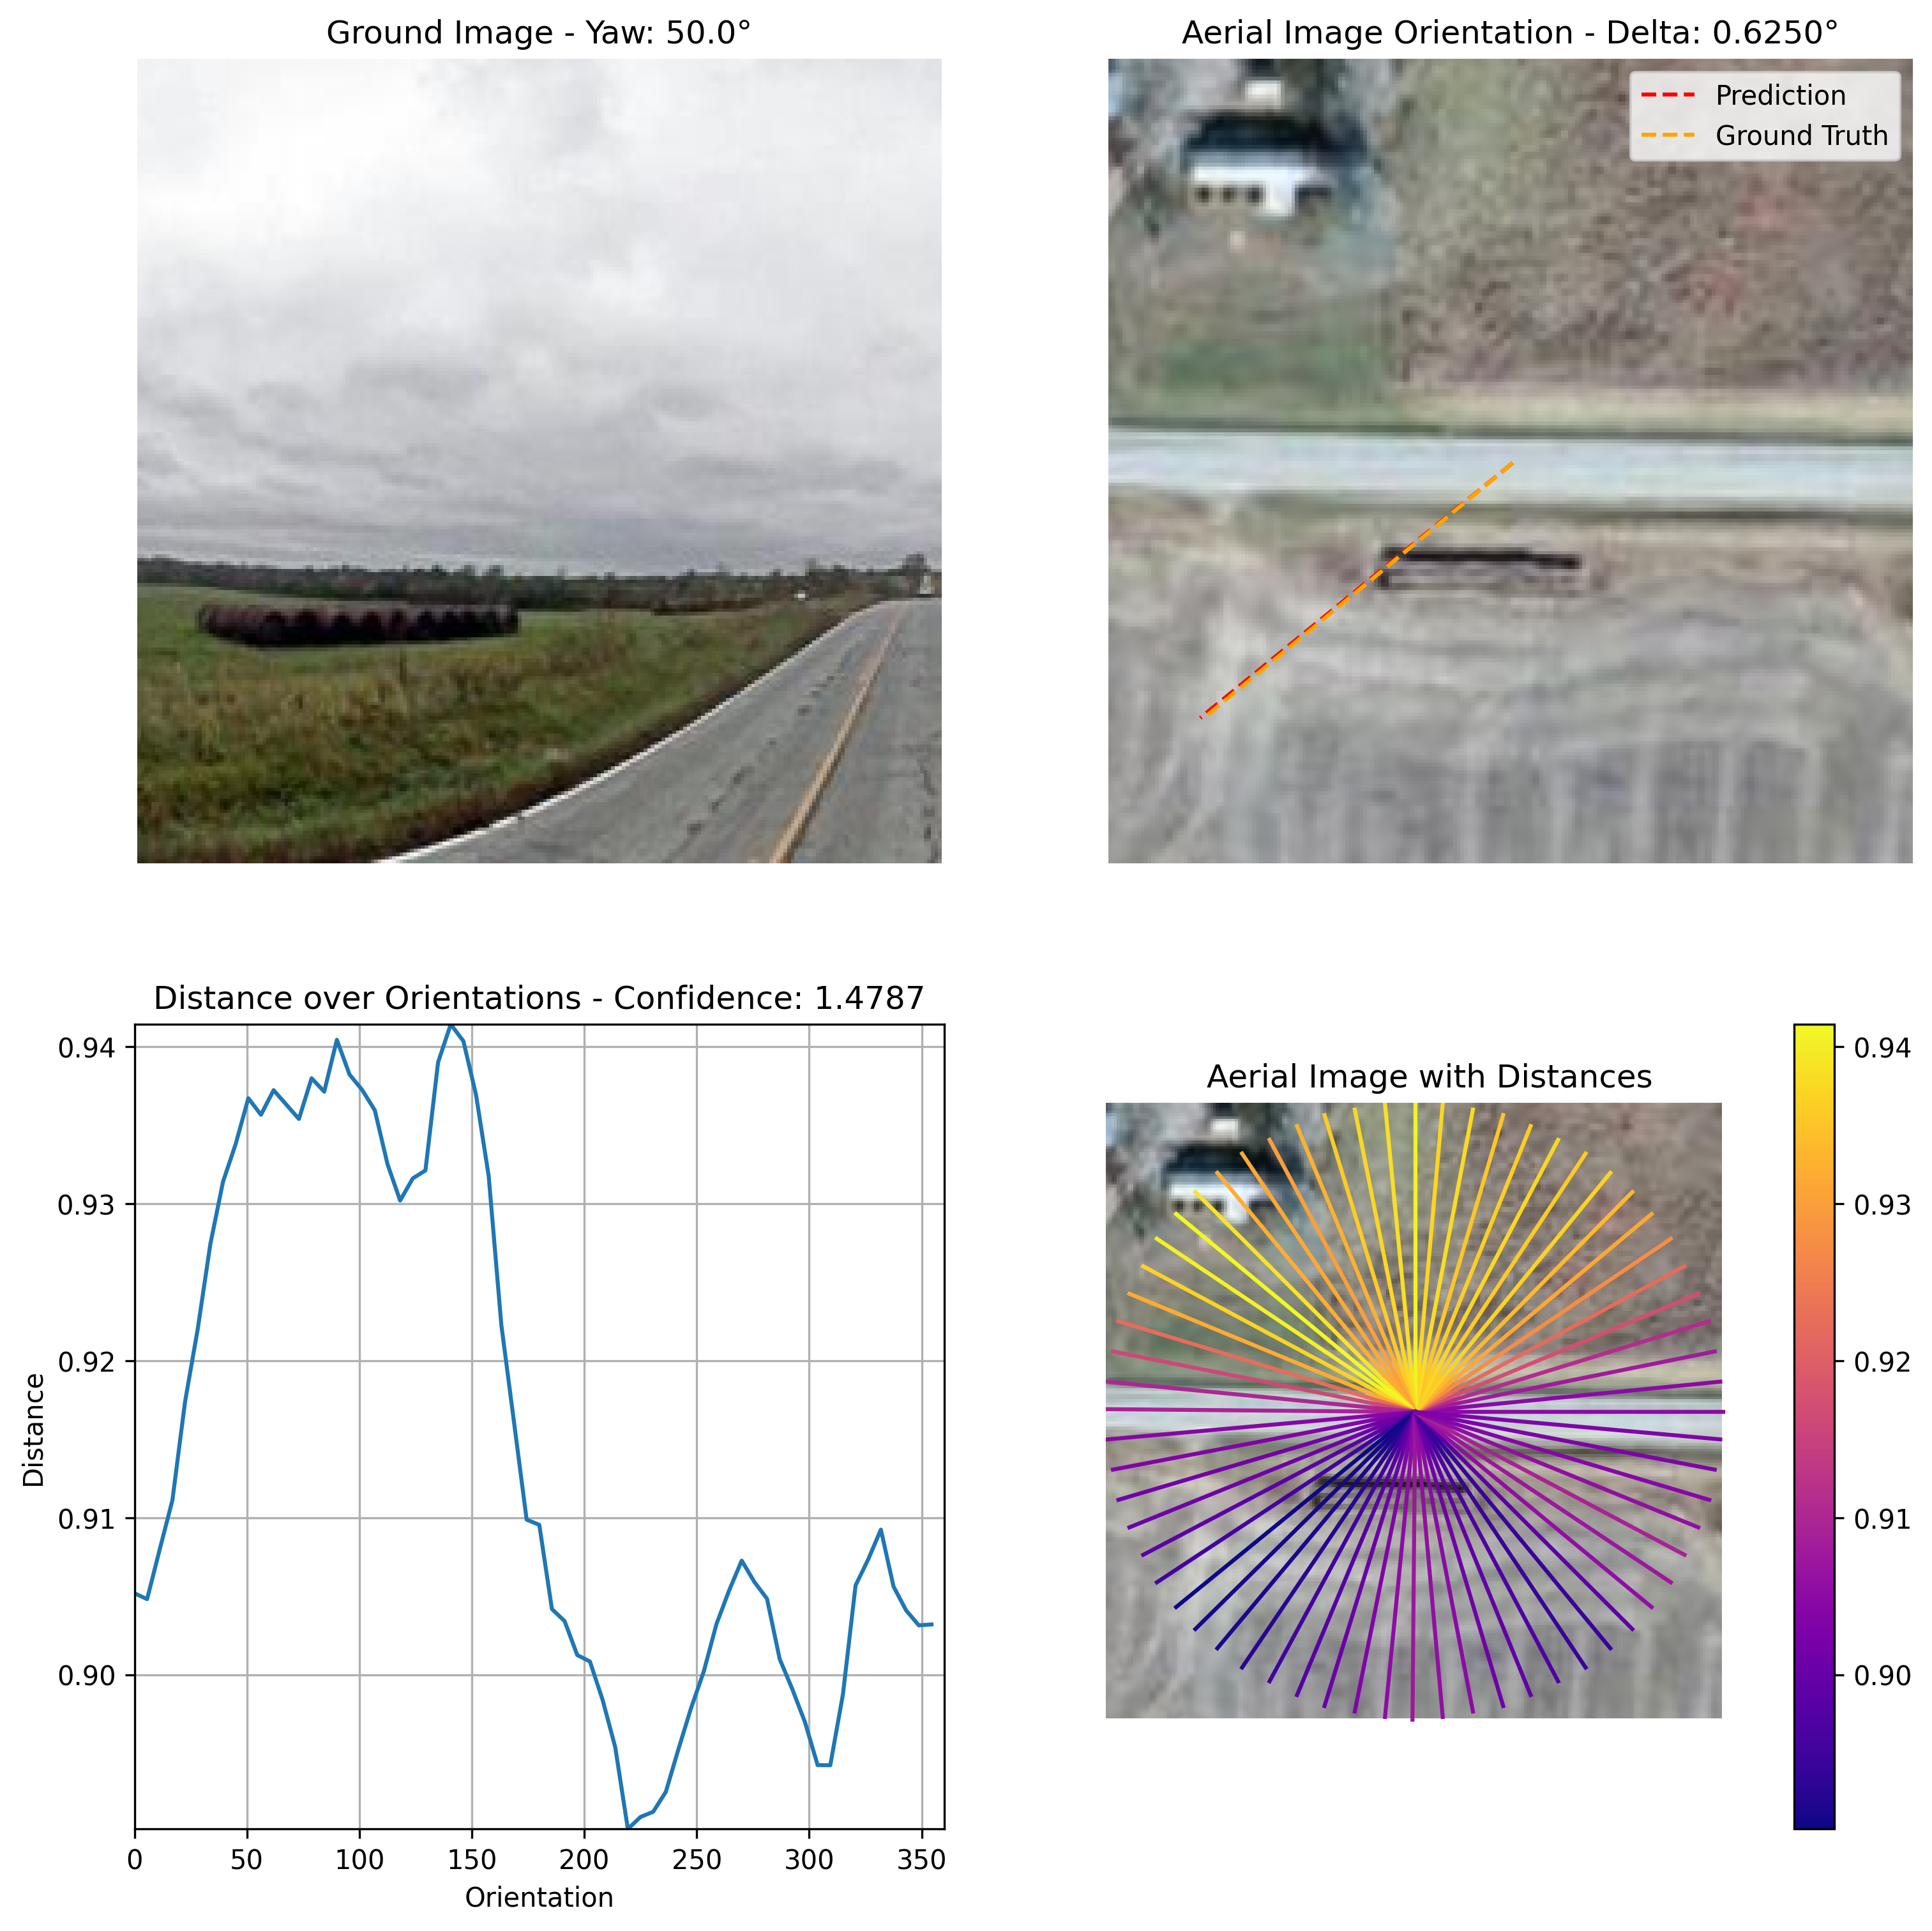 Ground Image - Yaw: 50.0°
Aerial Image Orientation - Delta: 0.6250°
Prediction
Ground Truth
Distance over Orientations - Confidence: 1.4787
0.94
0.93
0.92
0.91
0.90
Distance
0
50
100
150
200
250
300
350
Orientation
Aerial Image with Distances
0.94
0.93
0.92
0.91
0.90